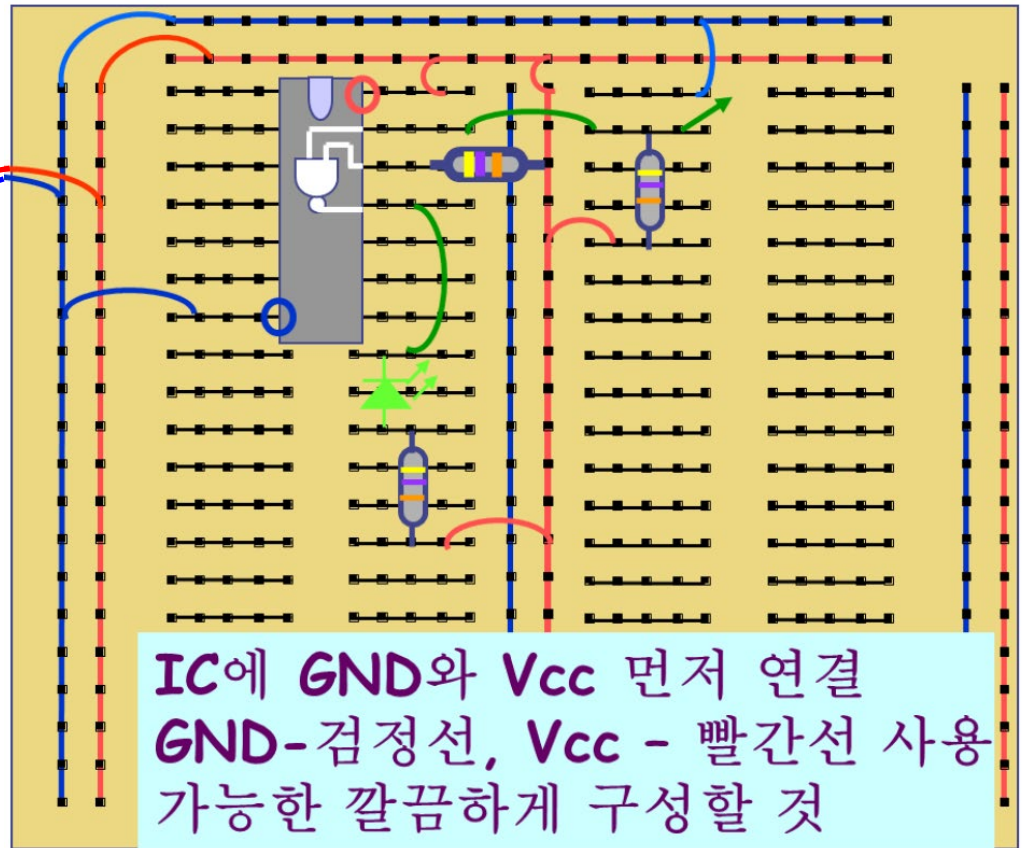 IC에 GND와 Vcc 먼저 연결
GND-검정선, Vcc - 빨간선 사용
가능한 깔끔하게 구성할 것